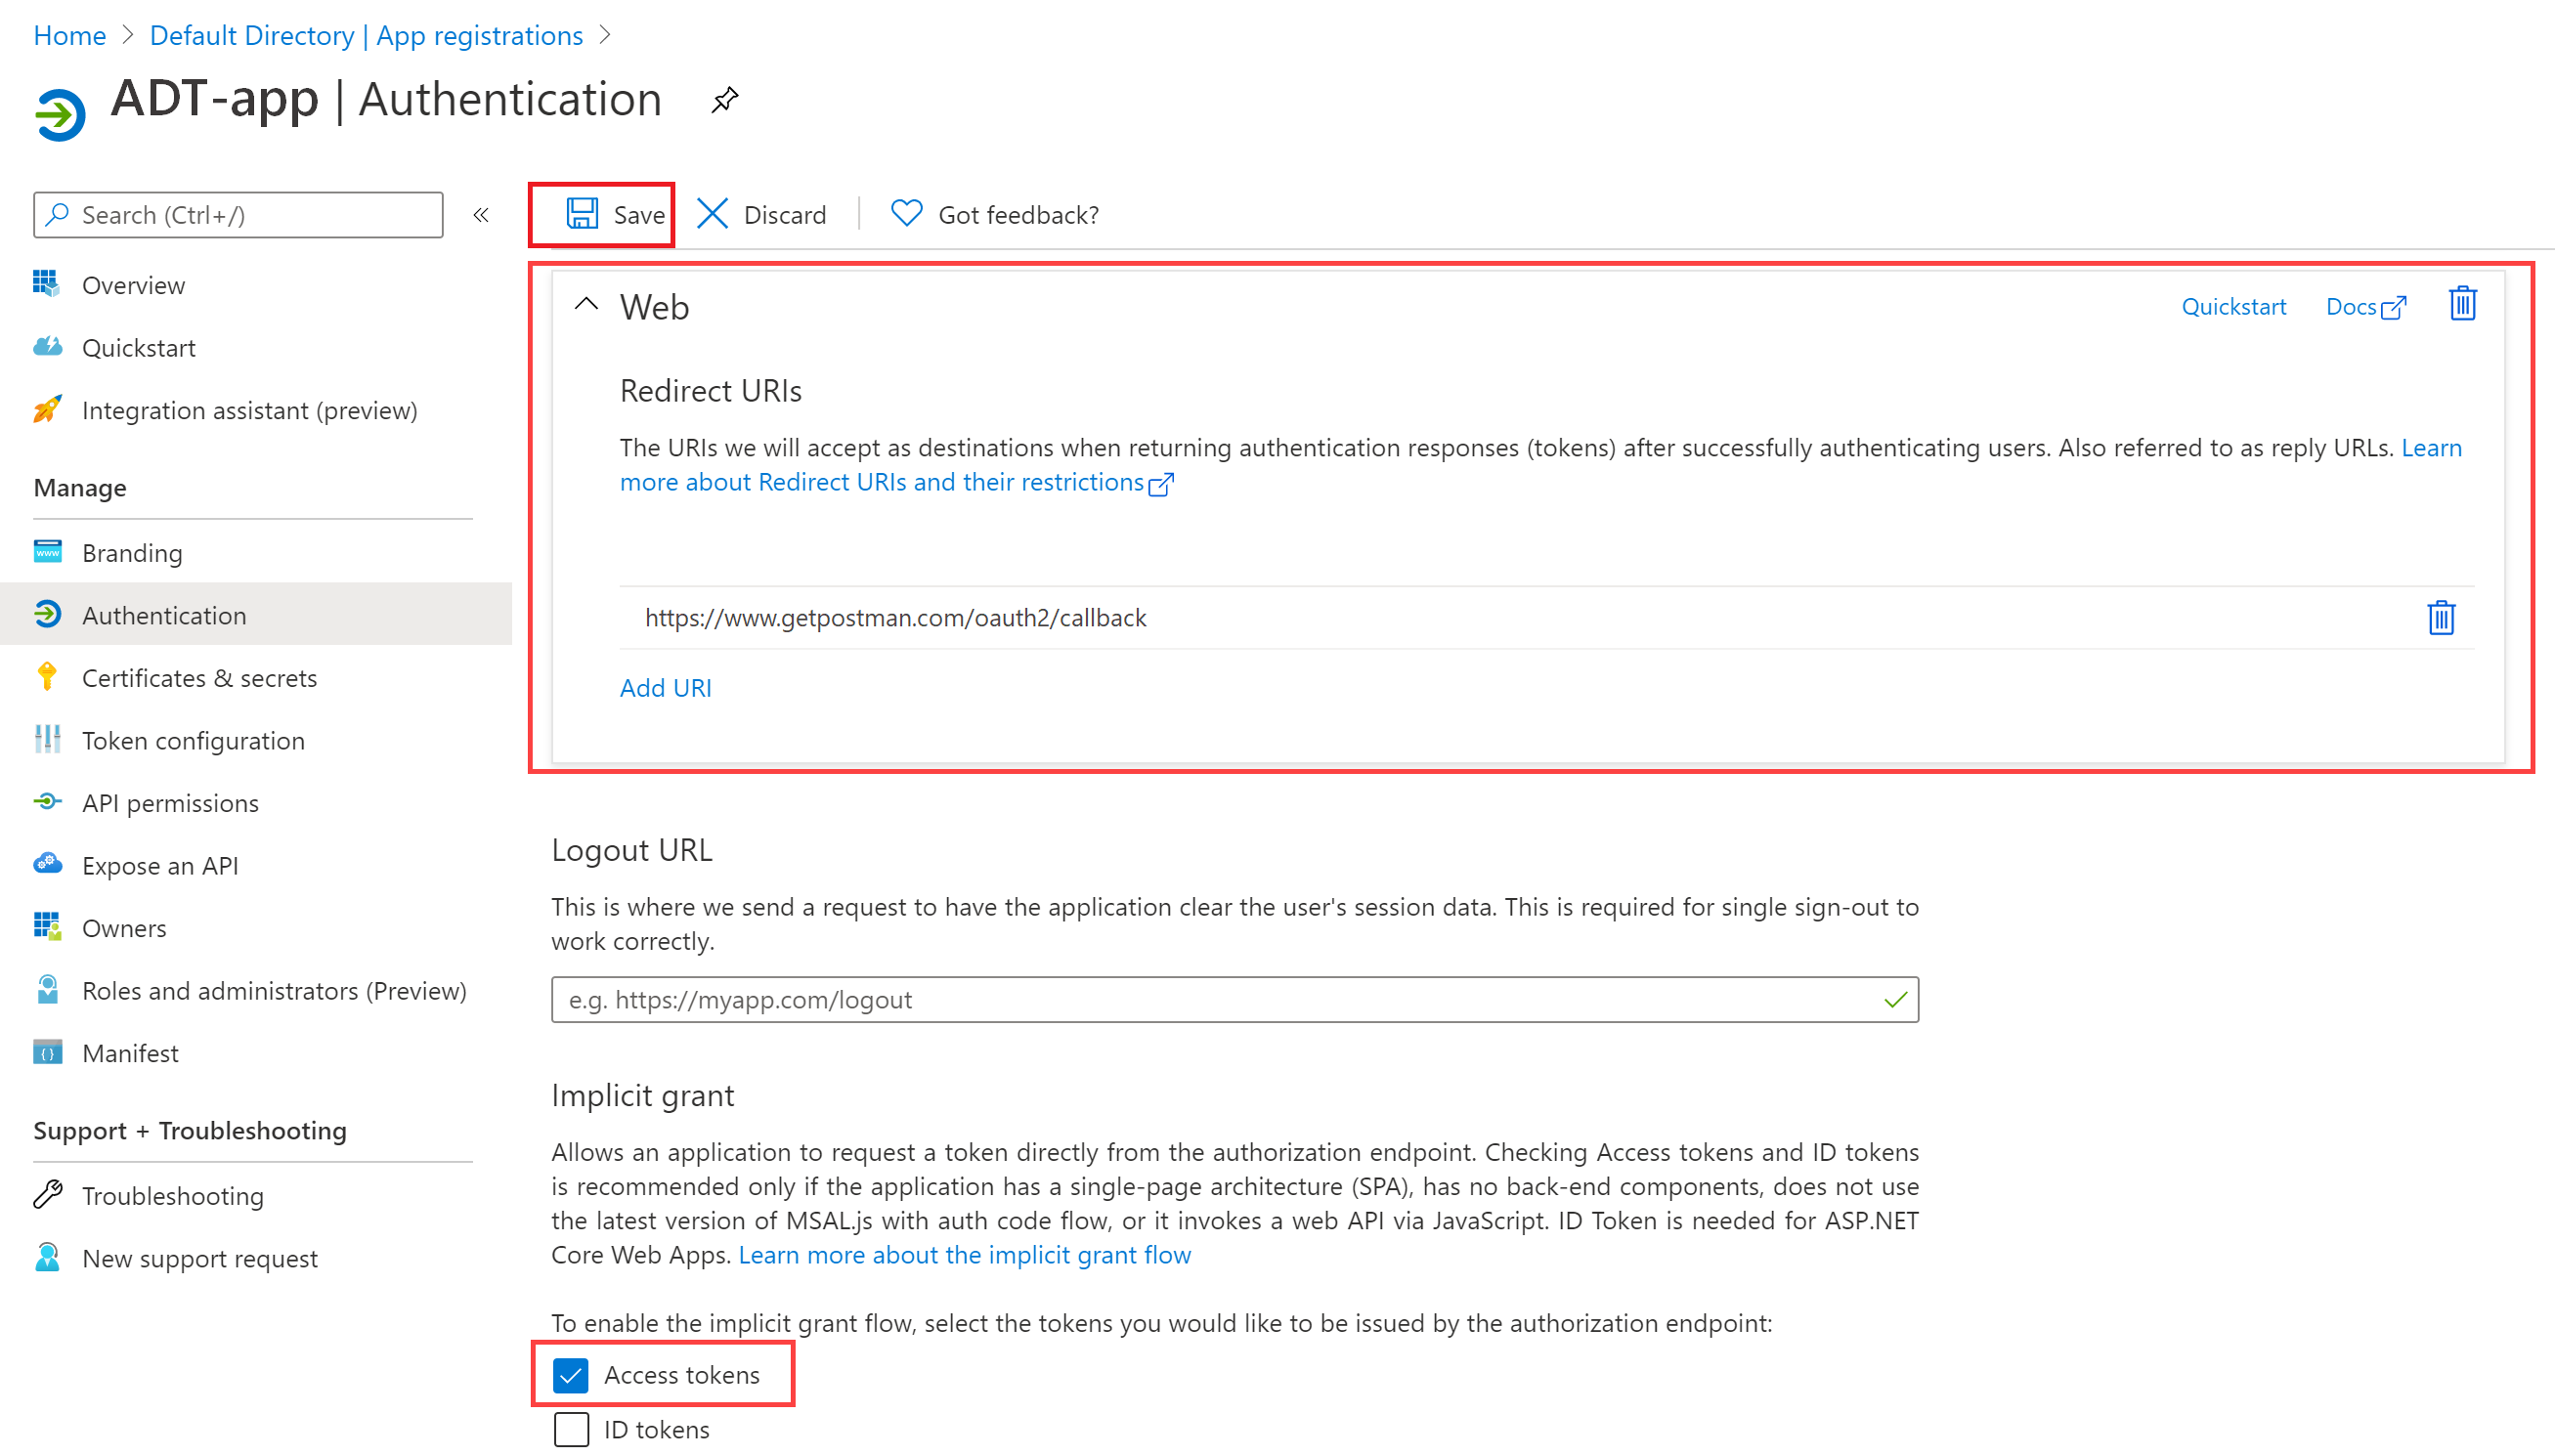 Home > Default Directory | App registrations >
ADT-app | Authentication
Search (Ctrl+/)
«
Overview
Quickstart
Integration assistant (preview)
Manage
Branding
Authentication
Certificates & secrets
Token configuration
API permissions
Expose an API
Owners
Roles and administrators (Preview)
Manifest
Support + Troubleshooting
Troubleshooting
New support request
Save
Discard
Got feedback?
Web
Quickstart
Docs
Redirect URIs
The URIs we will accept as destinations when returning authentication responses (tokens) after successfully authenticating users. Also referred to as reply URLs. Learn
more about Redirect URIs and their restrictions
https://www.getpostman.com/oauth2/callback
Add URI
Logout URL
This is where we send a request to have the application clear the user's session data. This is required for single sign-out to
work correctly.
e.g. https://myapp.com/logout
Implicit grant
Allows an application to request a token directly from the authorization endpoint. Checking Access tokens and ID tokens
is recommended only if the application has a single-page architecture (SPA), has no back-end components, does not use
the latest version of MSAL.js with auth code flow, or it invokes a web API via JavaScript. ID Token is needed for ASP.NET
Core Web Apps. Learn more about the implicit grant flow
To enable the implicit grant flow, select the tokens you would like to be issued by the authorization endpoint:
Access tokens
ID tokens